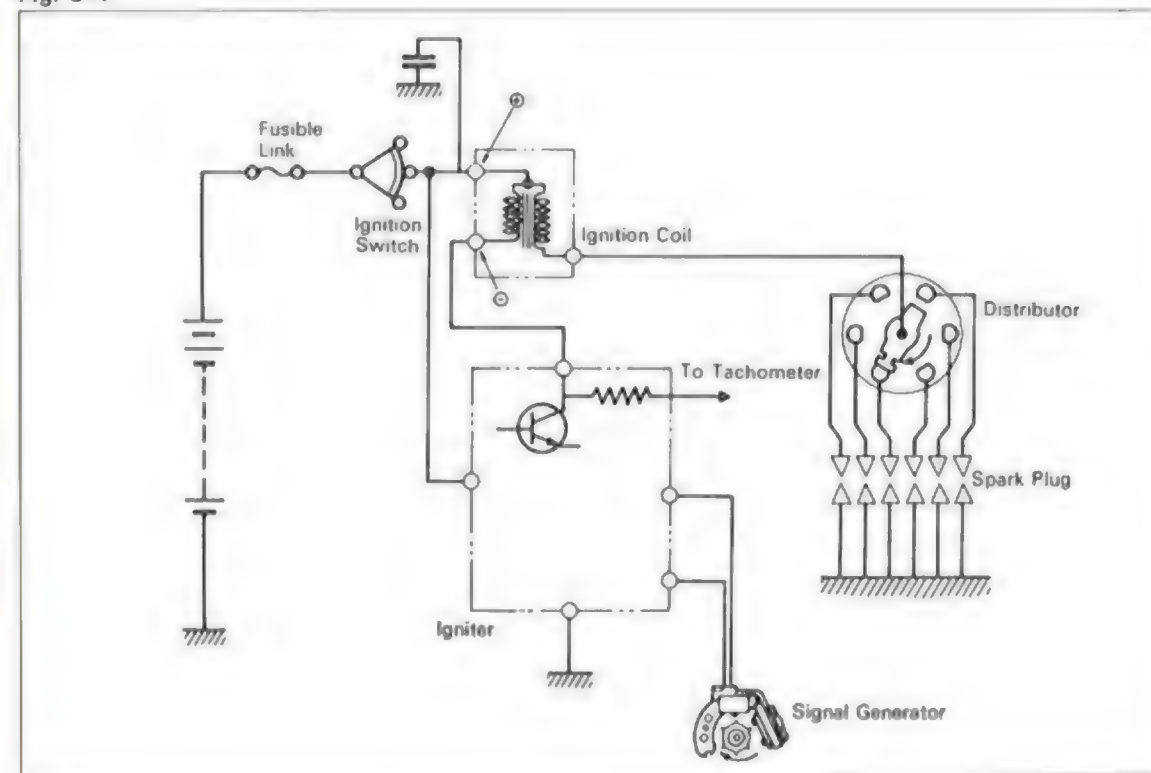 Fusible
Link
Ignition
Switch
⊕
⊖
Ignition Coil
Distributor
To Tachometer
Spark Plug
Igniter
Signal Generator